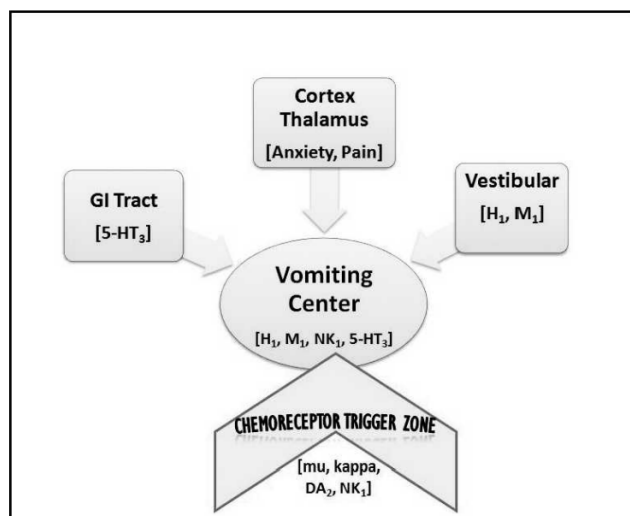 Cortex
Thalamus
[Anxiety, Pain]
GI Tract
[5-HT₃]
Vestibular
[H₁, M₁]
Vomiting
Center
[H₁, M₁, NK₁, 5-HT₃]
CHEMORECEPTOR TRIGGER ZONE
[mu, kappa,
DA₂, NK₁]